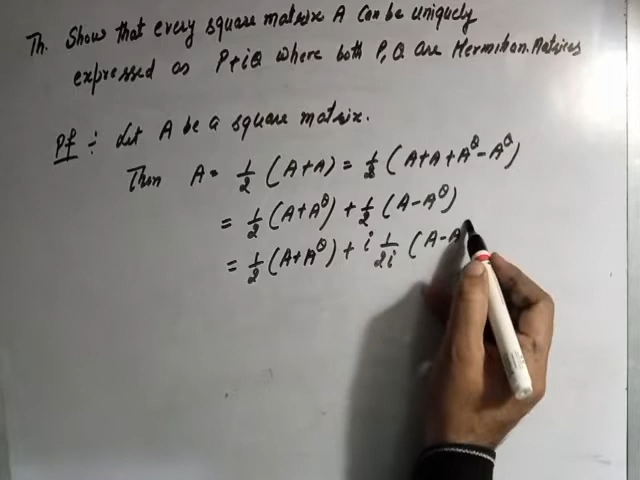 Th. Show that every square matrix A can be uniquely
expressed as P+iQ where both P, Q are Hermitian Matrices
Pf :- Let A be a square matrix.
Then A = 1/2 (A+A) = 1/2 (A+A+A^θ-A^θ)
= 1/2 (A+A^θ) + 1/2 (A-A^θ)
= 1/2 (A+A^θ) + i 1/2i (A-A